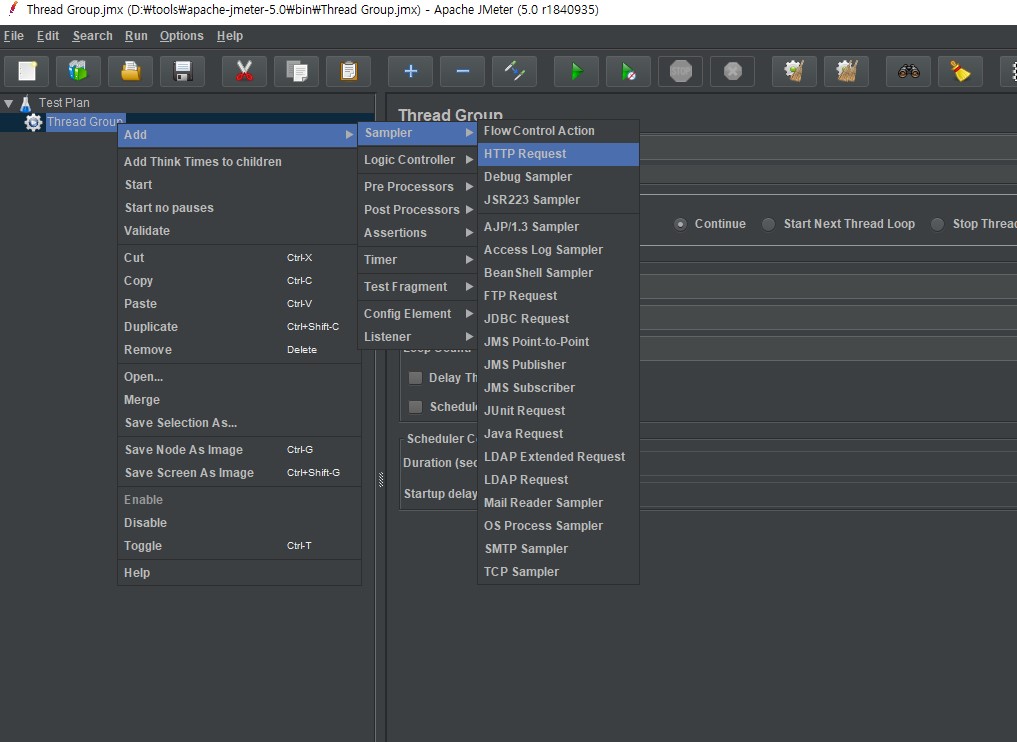 Thread Group.jmx (D:₩tools₩apache-jmeter-5.0₩bin₩Thread Group.jmx) - Apache JMeter (5.0 r1840935)
File Edit Search Run Options Help
STOP
Test Plan
Thread Group
Thread Group
Add
Add Think Times to children
Start
Start no pauses
Validate
Cut Ctrl-X
Copy Ctrl-C
Paste Ctrl-V
Duplicate Ctrl+Shift-C
Remove Delete
Open...
Merge
Save Selection As...
Save Node As Image Ctrl-G
Save Screen As Image Ctrl+Shift-G
Enable
Disable
Toggle Ctrl-T
Help
Sampler
Logic Controller
Pre Processors
Post Processors
Assertions
Timer
Test Fragment
Config Element
Listener
Flow Control Action
HTTP Request
Debug Sampler
JSR223 Sampler
AJP/1.3 Sampler
Access Log Sampler
BeanShell Sampler
FTP Request
JDBC Request
JMS Point-to-Point
JMS Publisher
JMS Subscriber
JUnit Request
Java Request
LDAP Extended Request
LDAP Request
Mail Reader Sampler
OS Process Sampler
SMTP Sampler
TCP Sampler
Continue Start Next Thread Loop Stop Threa
Delay Th
Schedul
Scheduler Co
Duration (sec
Startup delay